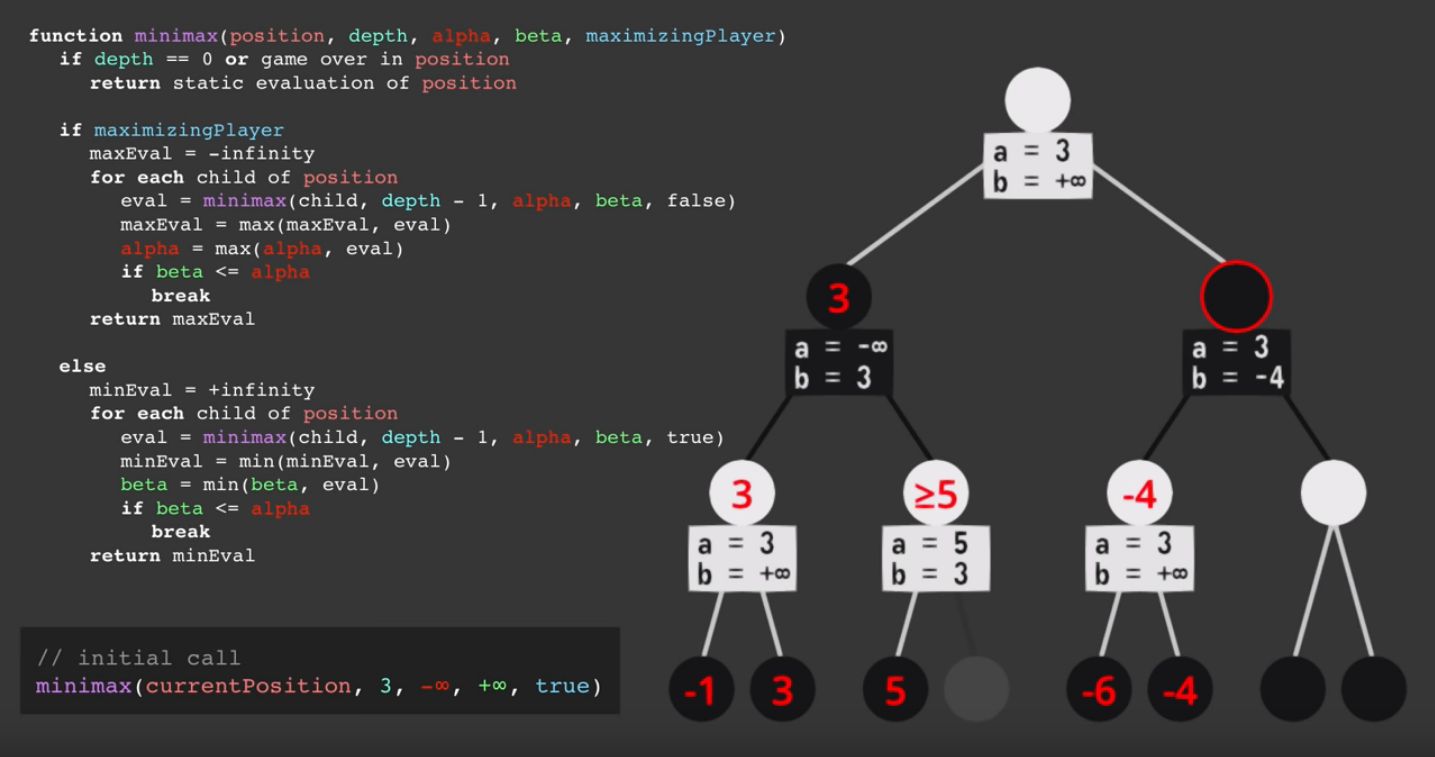 function minimax(position, depth, alpha, beta, maximizingPlayer)
if depth == 0 or game over in position
return static evaluation of position
if maximizingPlayer
maxEval = -infinity
for each child of position
eval = minimax(child, depth - 1, alpha, beta, false)
maxEval = max(maxEval, eval)
alpha = max(alpha, eval)
if beta <= alpha
break
return maxEval
else
minEval = +infinity
for each child of position
eval = minimax(child, depth - 1, alpha, beta, true)
minEval = min(minEval, eval)
beta = min(beta, eval)
if beta <= alpha
break
return minEval
// initial call
minimax(currentPosition, 3, -∞, +∞, true)
a = 3
b = +∞
3
a = -∞
b = 3
a = 3
b = -4
3
a = 3
b = +∞
≥5
a = 5
b = 3
-4
a = 3
b = +∞
-1
3
5
-6
-4